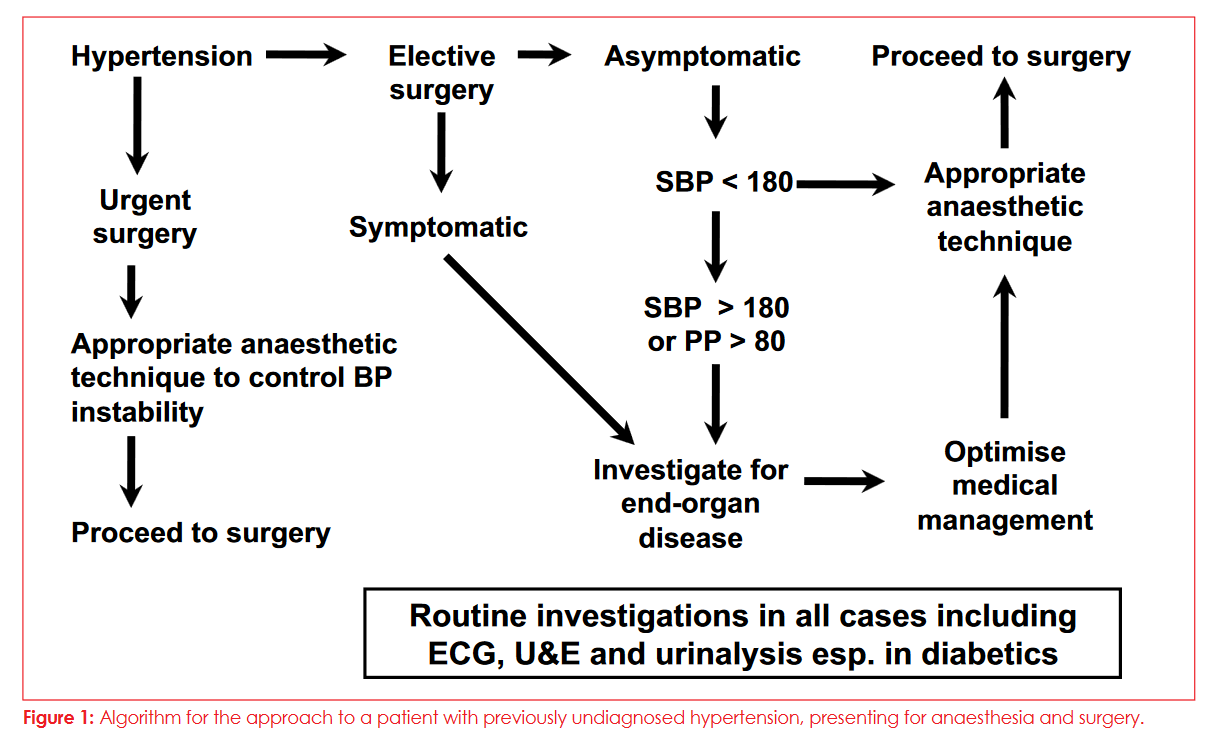 Hypertension
Elective
surgery
Asymptomatic
Proceed to surgery
Urgent
surgery
Symptomatic
SBP < 180
Appropriate
anaesthetic
technique
SBP > 180
or PP > 80
Appropriate anaesthetic
technique to control BP
instability
Investigate for
end-organ
disease
Optimise
medical
management
Proceed to surgery
Routine investigations in all cases including
ECG, U&E and urinalysis esp. in diabetics
Figure 1: Algorithm for the approach to a patient with previously undiagnosed hypertension, presenting for anaesthesia and surgery.